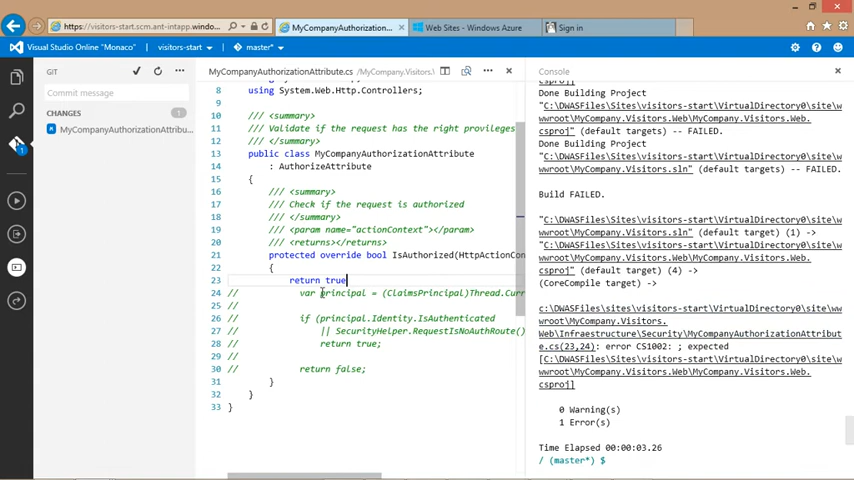 https://visitors-start.scm.ant-intapp.windo...
MyCompanyAuthorization...
Web Sites - Windows Azure
Sign in
Visual Studio Online "Monaco"
visitors-start
master*
GIT
Commit message
CHANGES
1
MyCompanyAuthorizationAttribu...
MyCompanyAuthorizationAttribute.cs /MyCompany.Visitors.\
8 using System.Web.Http.Controllers;
9
10 /// <summary>
11 /// Validate if the request has the right provileges
12 /// </summary>
13 public class MyCompanyAuthorizationAttribute
14 : AuthorizeAttribute
15 {
16 /// <summary>
17 /// Check if the request is authorized
18 /// </summary>
19 /// <param name="actionContext"></param>
20 /// <returns></returns>
21 protected override bool IsAuthorized(HttpActionCon
22 {
23 return true
24 // var principal = (ClaimsPrincipal)Thread.Curr
25 //
26 // if (principal.Identity.IsAuthenticated
27 // || SecurityHelper.RequestIsNoAuthRoute()
28 // return true;
29 //
30 // return false;
31 }
32 }
33 }
Console
csproj]
Done Building Project
"C:\DWASFiles\Sites\visitors-start\VirtualDirectory0\site\w
wwroot\MyCompany.Visitors.Web\MyCompany.Visitors.Web.
csproj" (default targets) -- FAILED.
Done Building Project
"C:\DWASFiles\Sites\visitors-start\VirtualDirectory0\site\w
wwroot\MyCompany.Visitors.sln" (default targets) -- FAILED.
Build FAILED.
"C:\DWASFiles\Sites\visitors-start\VirtualDirectory0\site\w
wwroot\MyCompany.Visitors.sln" (default target) (1) ->
"C:\DWASFiles\Sites\visitors-start\VirtualDirectory0\site\w
wwroot\MyCompany.Visitors.Web\MyCompany.Visitors.Web.
csproj" (default target) (4) ->
(CoreCompile target) ->
c:\DWASFiles\Sites\visitors-start\VirtualDirectory0\site\ww
wroot\MyCompany.Visitors.
Web\Infraestructure\Security\MyCompanyAuthorizationAttribut
e.cs(23,24): error CS1002: ; expected
[C:\DWASFiles\Sites\visitors-start\VirtualDirectory0\site\w
wwroot\MyCompany.Visitors.Web\MyCompany.Visitors.Web.
csproj]
0 Warning(s)
1 Error(s)
Time Elapsed 00:00:03.26
/ (master*) $